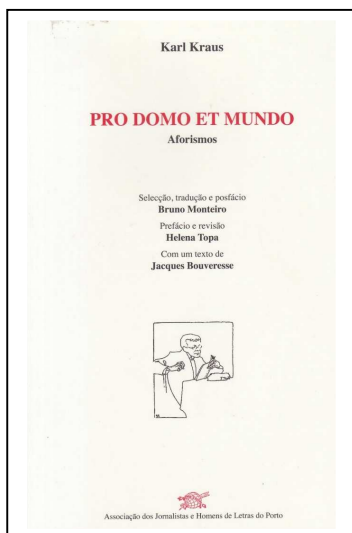 Karl Kraus
PRO DOMO ET MUNDO
Aforismos
Selecção, tradução e posfácio
Bruno Monteiro
Prefácio e revisão
Helena Topa
Com um texto de
Jacques Bouveresse
Associação dos Jornalistas e Homens de Letras do Porto